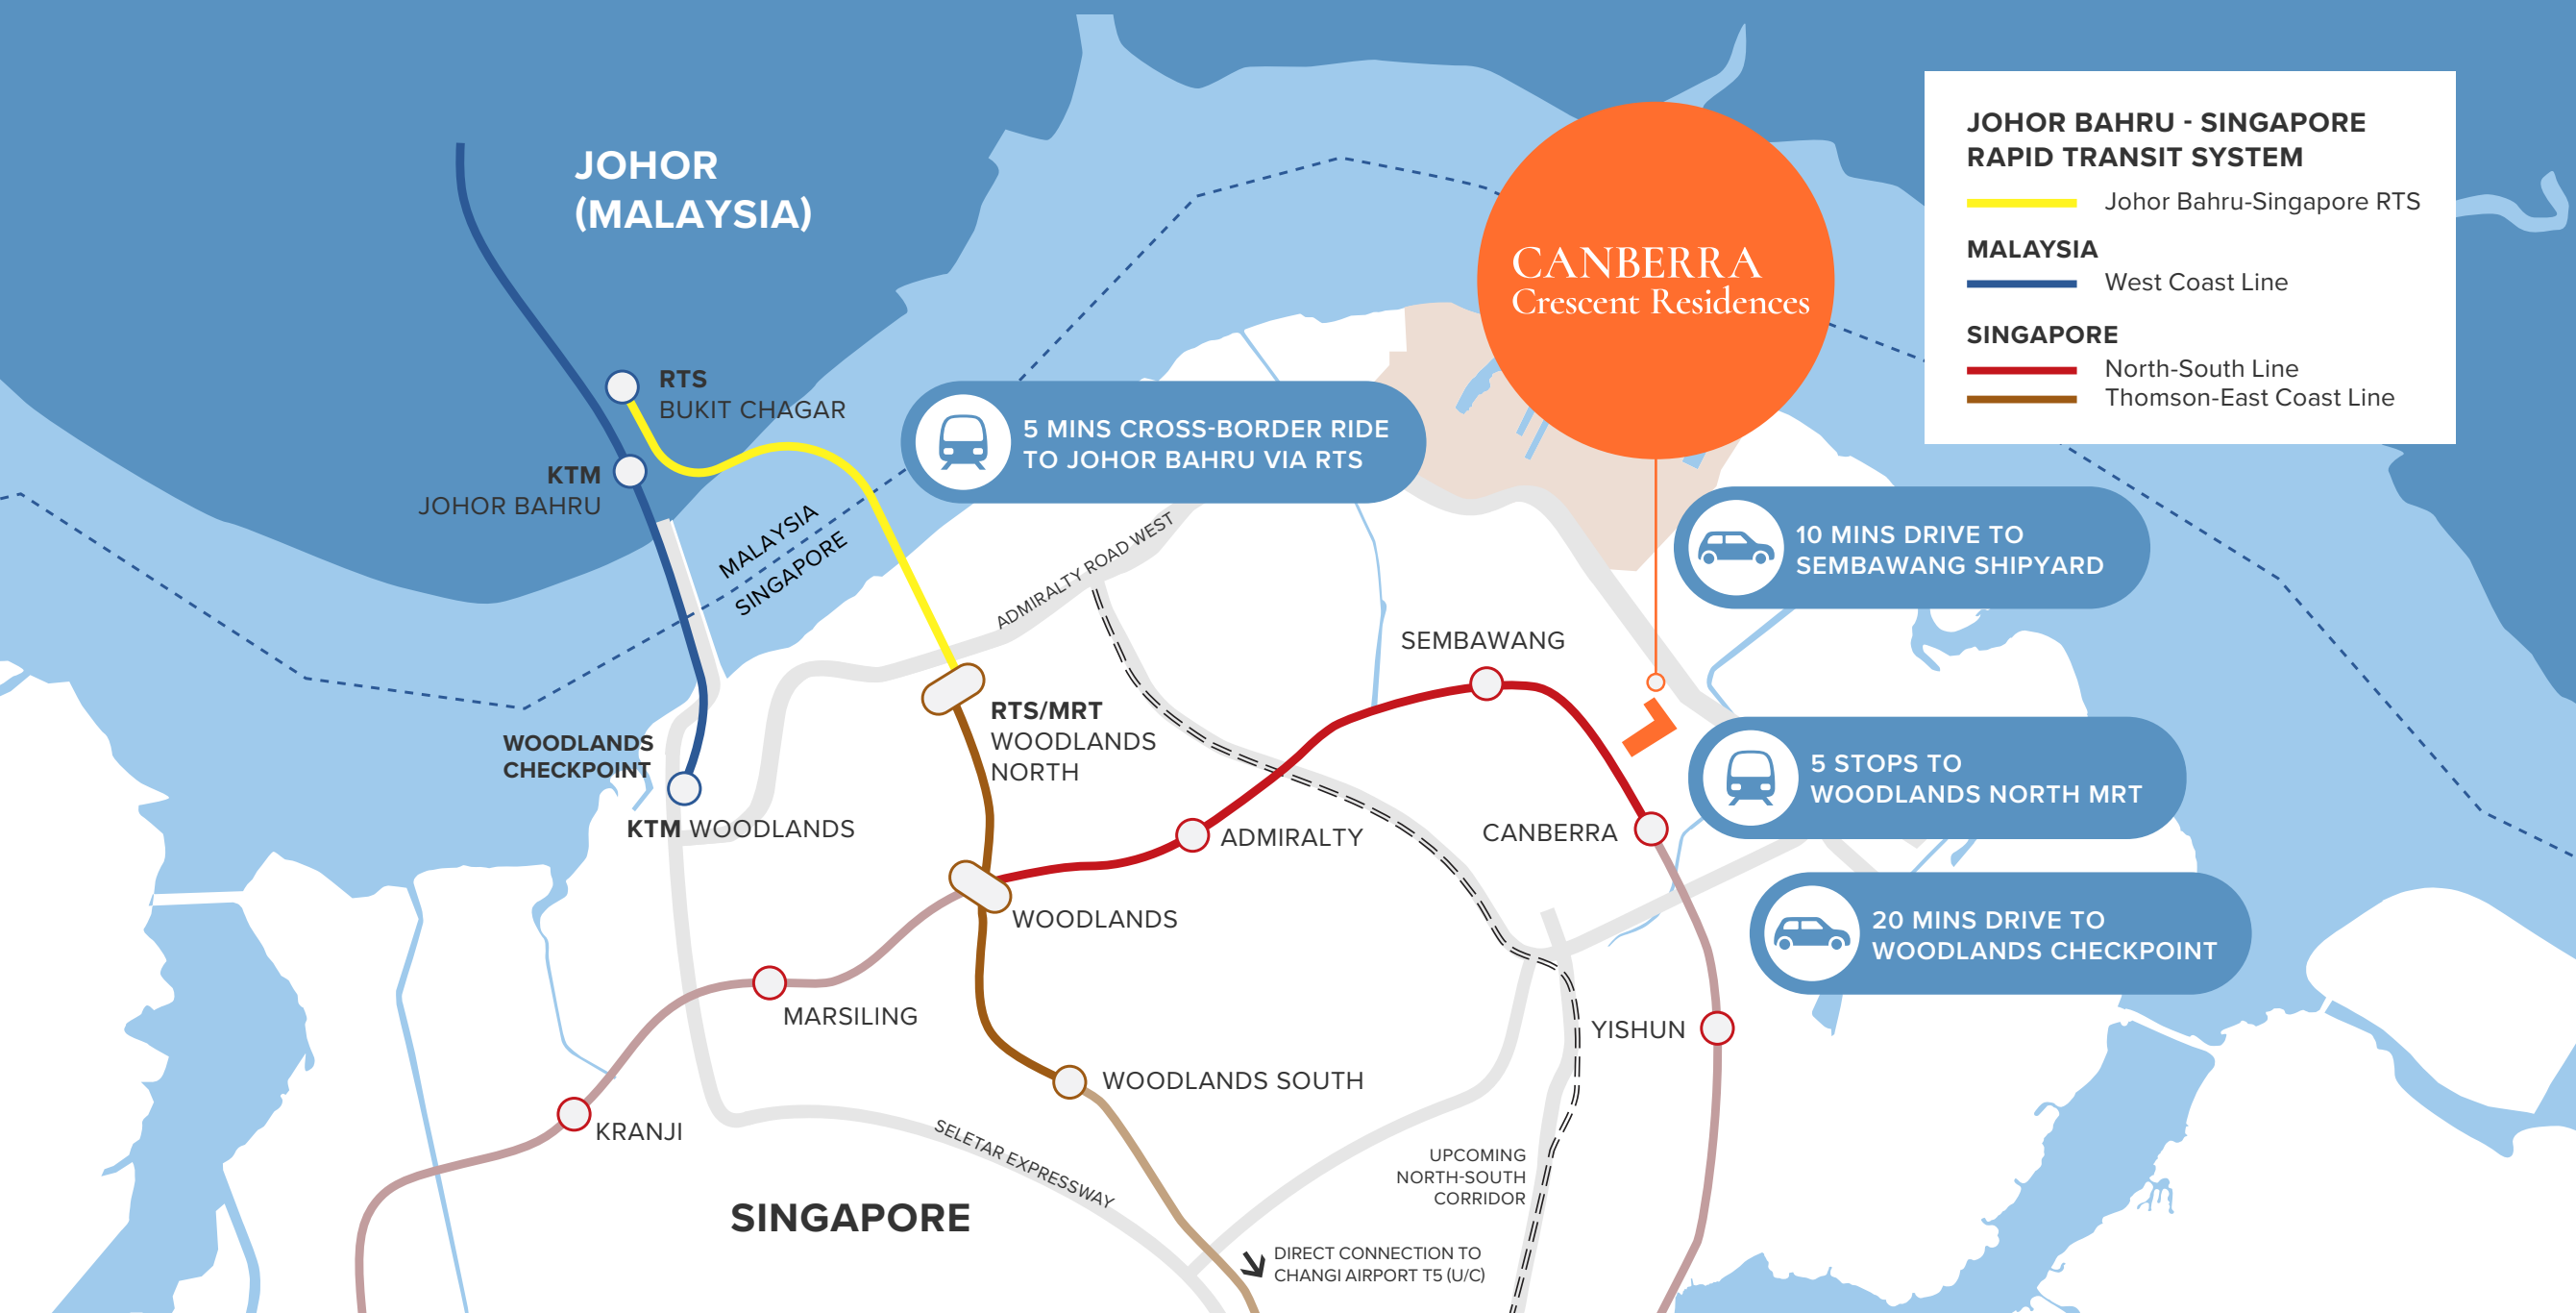 JOHOR
(MALAYSIA)
CANBERRA
Crescent Residences
JOHOR BAHRU - SINGAPORE
RAPID TRANSIT SYSTEM
Johor Bahru-Singapore RTS
MALAYSIA
West Coast Line
SINGAPORE
North-South Line
Thomson-East Coast Line
RTS
BUKIT CHAGAR
KTM
JOHOR BAHRU
5 MINS CROSS-BORDER RIDE
TO JOHOR BAHRU VIA RTS
MALAYSIA
SINGAPORE
ADMIRALTY ROAD WEST
10 MINS DRIVE TO
SEMBAWANG SHIPYARD
SEMBAWANG
RTS/MRT
WOODLANDS
NORTH
WOODLANDS
CHECKPOINT
KTM WOODLANDS
5 STOPS TO
WOODLANDS NORTH MRT
ADMIRALTY
CANBERRA
WOODLANDS
20 MINS DRIVE TO
WOODLANDS CHECKPOINT
MARSILING
YISHUN
WOODLANDS SOUTH
KRANJI
SELETAR EXPRESSWAY
UPCOMING
NORTH-SOUTH
CORRIDOR
SINGAPORE
DIRECT CONNECTION TO
CHANGI AIRPORT T5 (U/C)